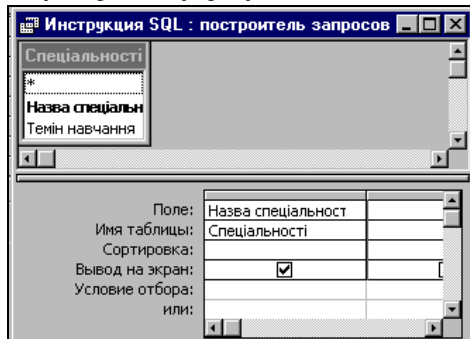 Инструкция SQL : построитель запросов
Спеціальності
*
Назва спеціальн
Темін навчання
Поле: Назва спеціальност
Имя таблицы: Спеціальності
Сортировка:
Вывод на экран:
Условие отбора:
или: